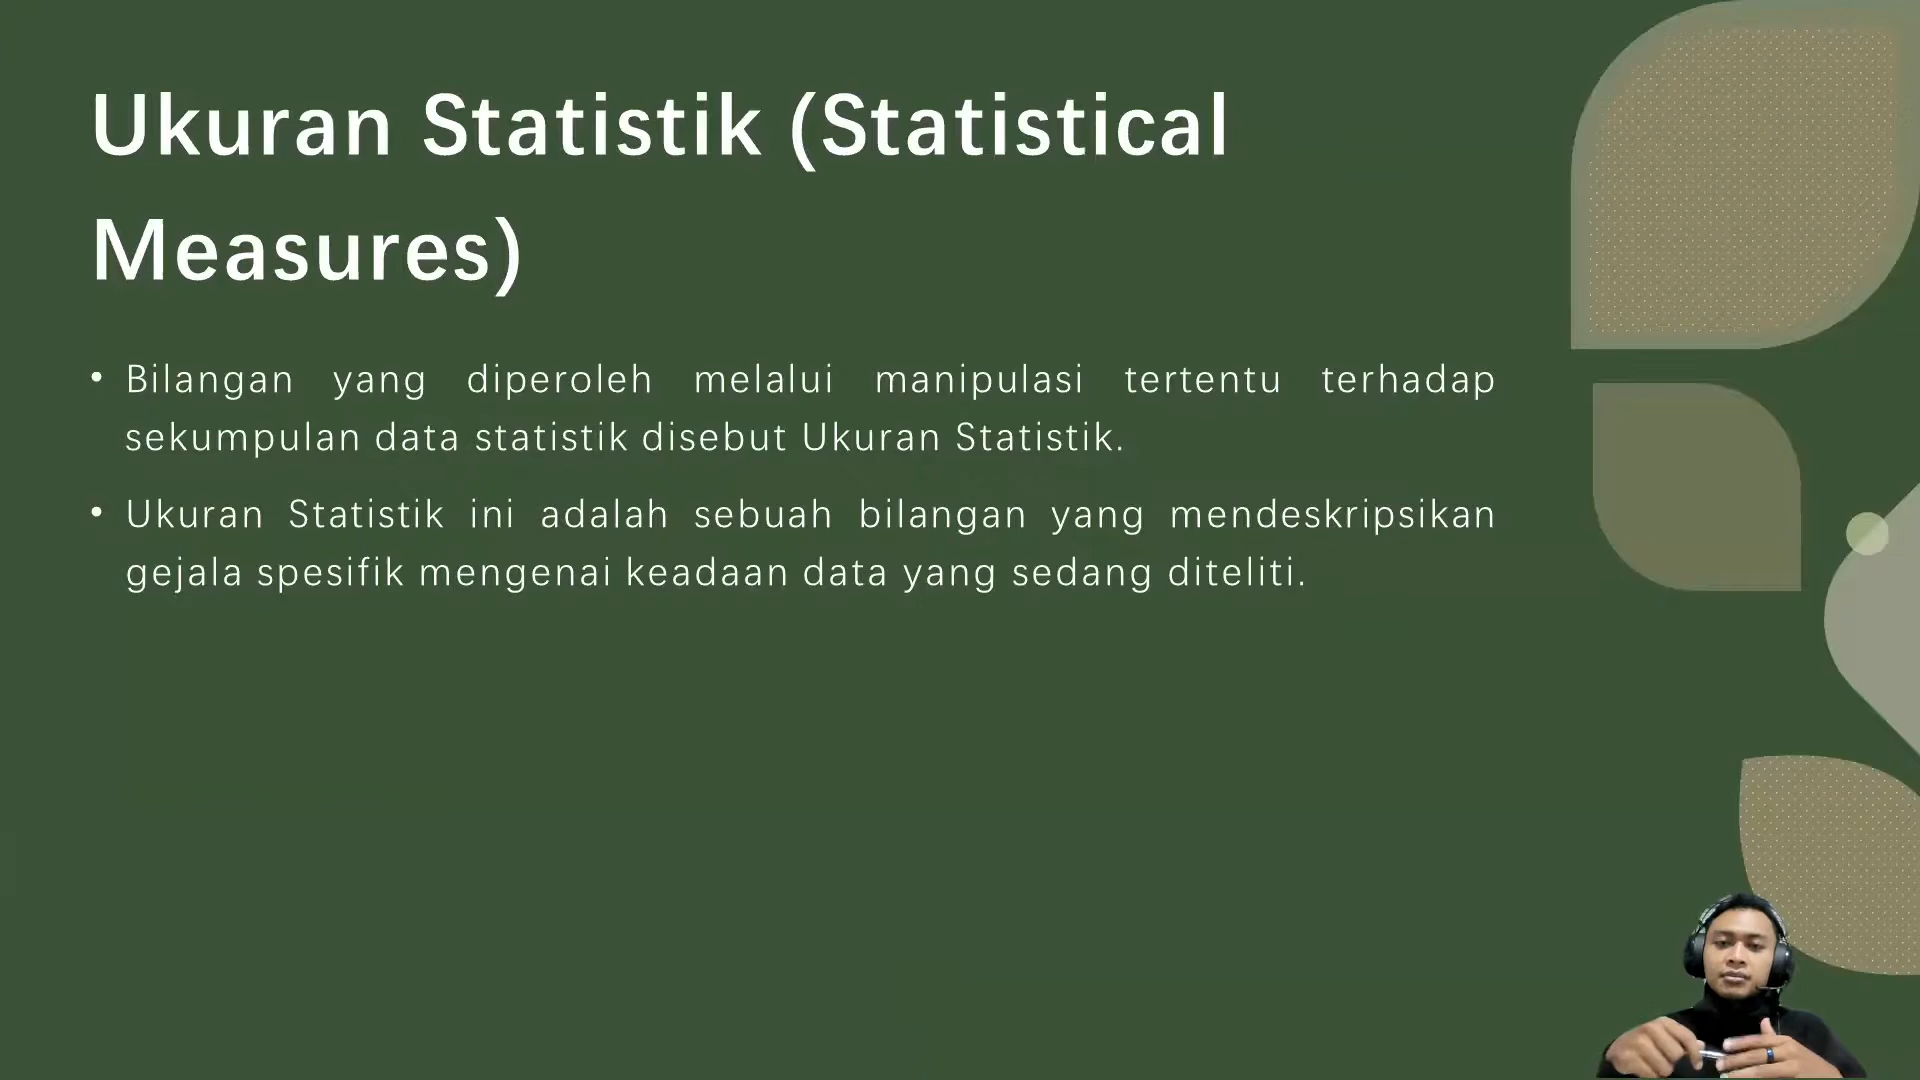 Ukuran Statistik (Statistical
Measures)
• Bilangan yang diperoleh melalui manipulasi tertentu terhadap
sekumpulan data statistik disebut Ukuran Statistik.
• Ukuran Statistik ini adalah sebuah bilangan yang mendeskripsikan
gejala spesifik mengenai keadaan data yang sedang diteliti.